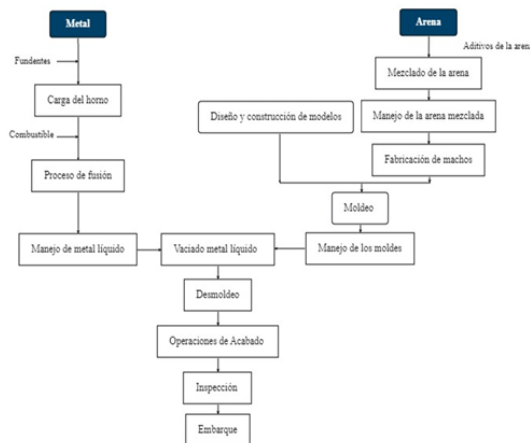 Metal
Arena
Fundentes
Aditivos de la aren
Mezclado de la arena
Carga del horno
Diseño y construcción de modelos
Manejo de la arena mezclada
Combustible
Fabricación de machos
Proceso de fusión
Moldeo
Manejo de metal líquido
Vaciado metal líquido
Manejo de los moldes
Desmoldeo
Operaciones de Acabado
Inspección
Embarque